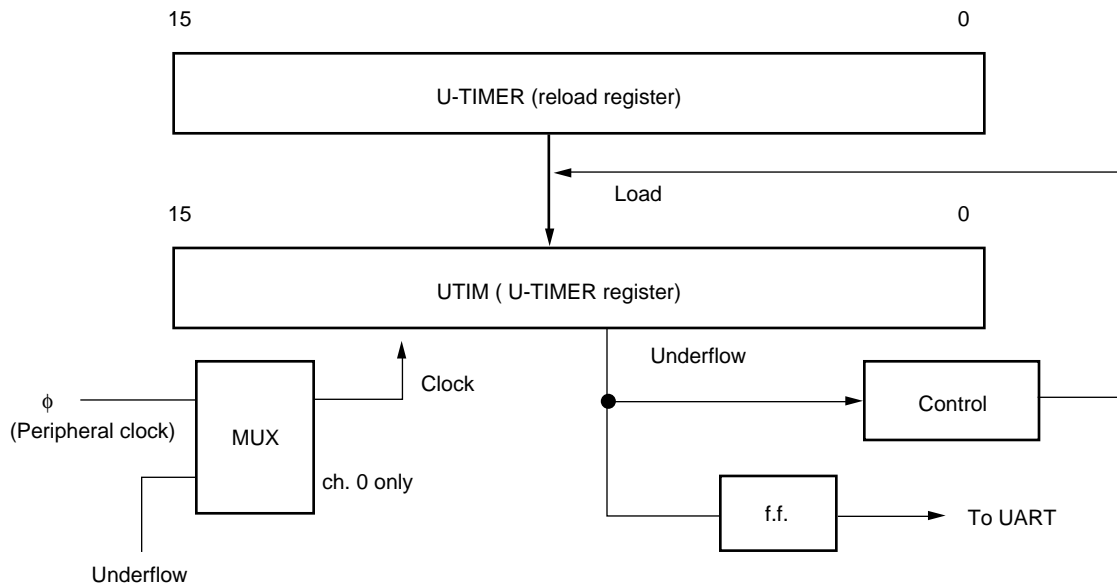 15 0
U-TIMER (reload register)
Load
15 0
UTIM ( U-TIMER register)
Underflow
Clock
Control
ϕ
(Peripheral clock)
MUX
ch. 0 only
f.f.
To UART
Underflow